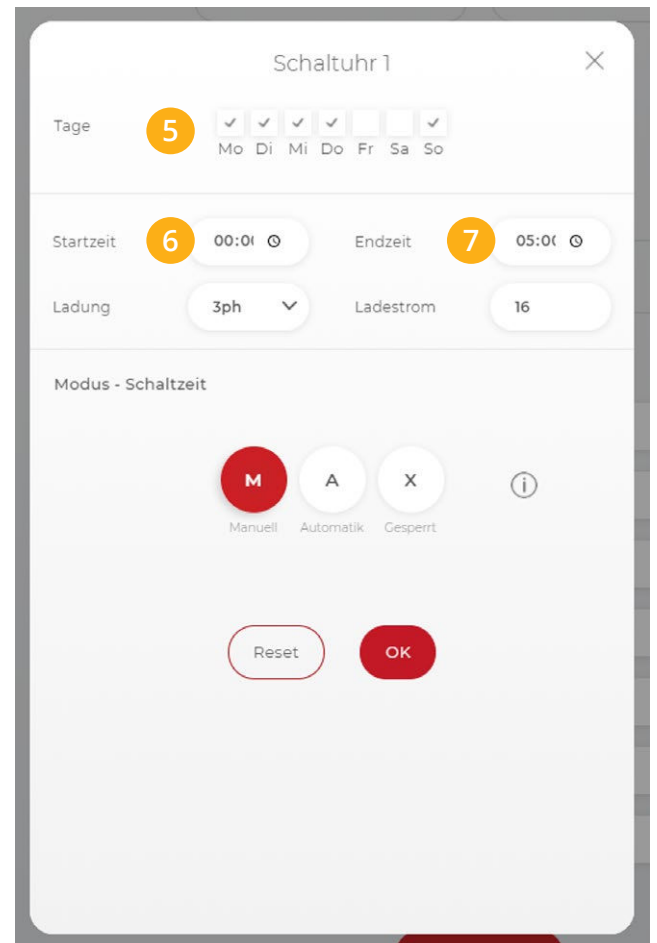 Schaltuhr 1
Tage 5
Mo Di Mi Do Fr Sa So
Startzeit 6 00:0 Endzeit 7 05:0
Ladung 3ph Ladestrom 16
Modus - Schaltzeit
M A X
Manuell Automatik Gesperrt
Reset OK